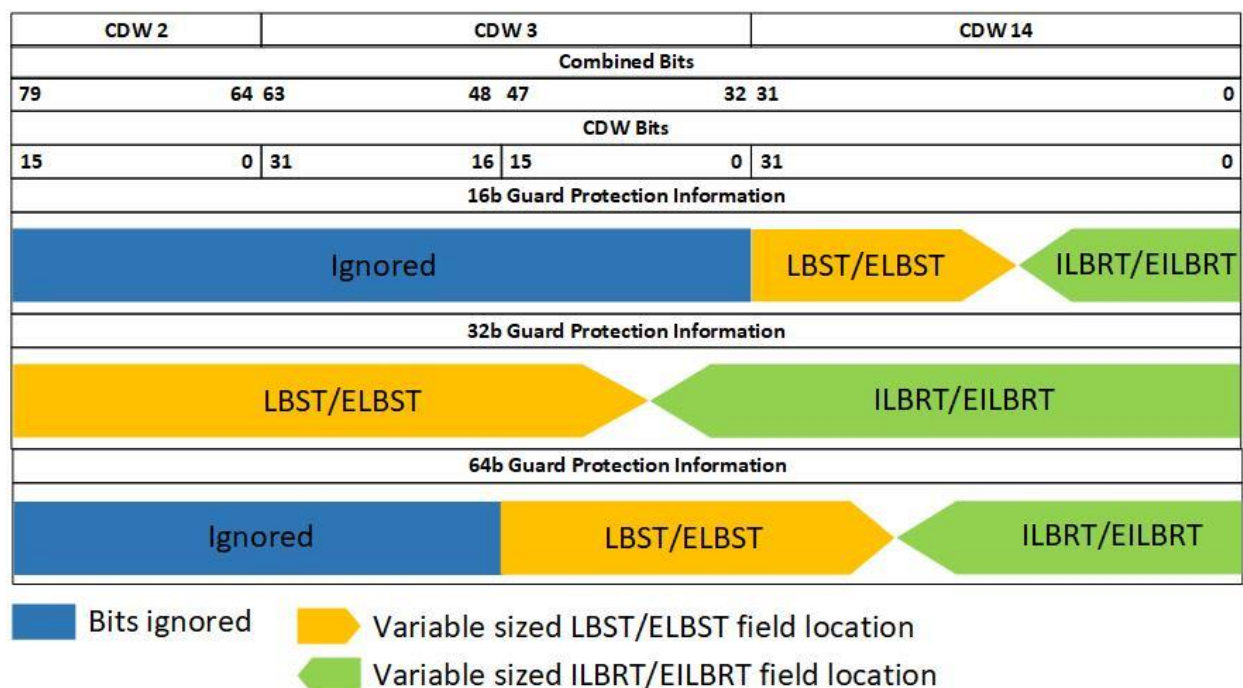 CDW 2 CDW 3 CDW 14
Combined Bits
79 64 63 48 47 32 31 0
CDW Bits
15 0 31 16 15 0 31 0
16b Guard Protection Information
Ignored LBST/ELBST ILBRT/EILBRT
32b Guard Protection Information
LBST/ELBST ILBRT/EILBRT
64b Guard Protection Information
Ignored LBST/ELBST ILBRT/EILBRT
Bits ignored Variable sized LBST/ELBST field location
Variable sized ILBRT/EILBRT field location